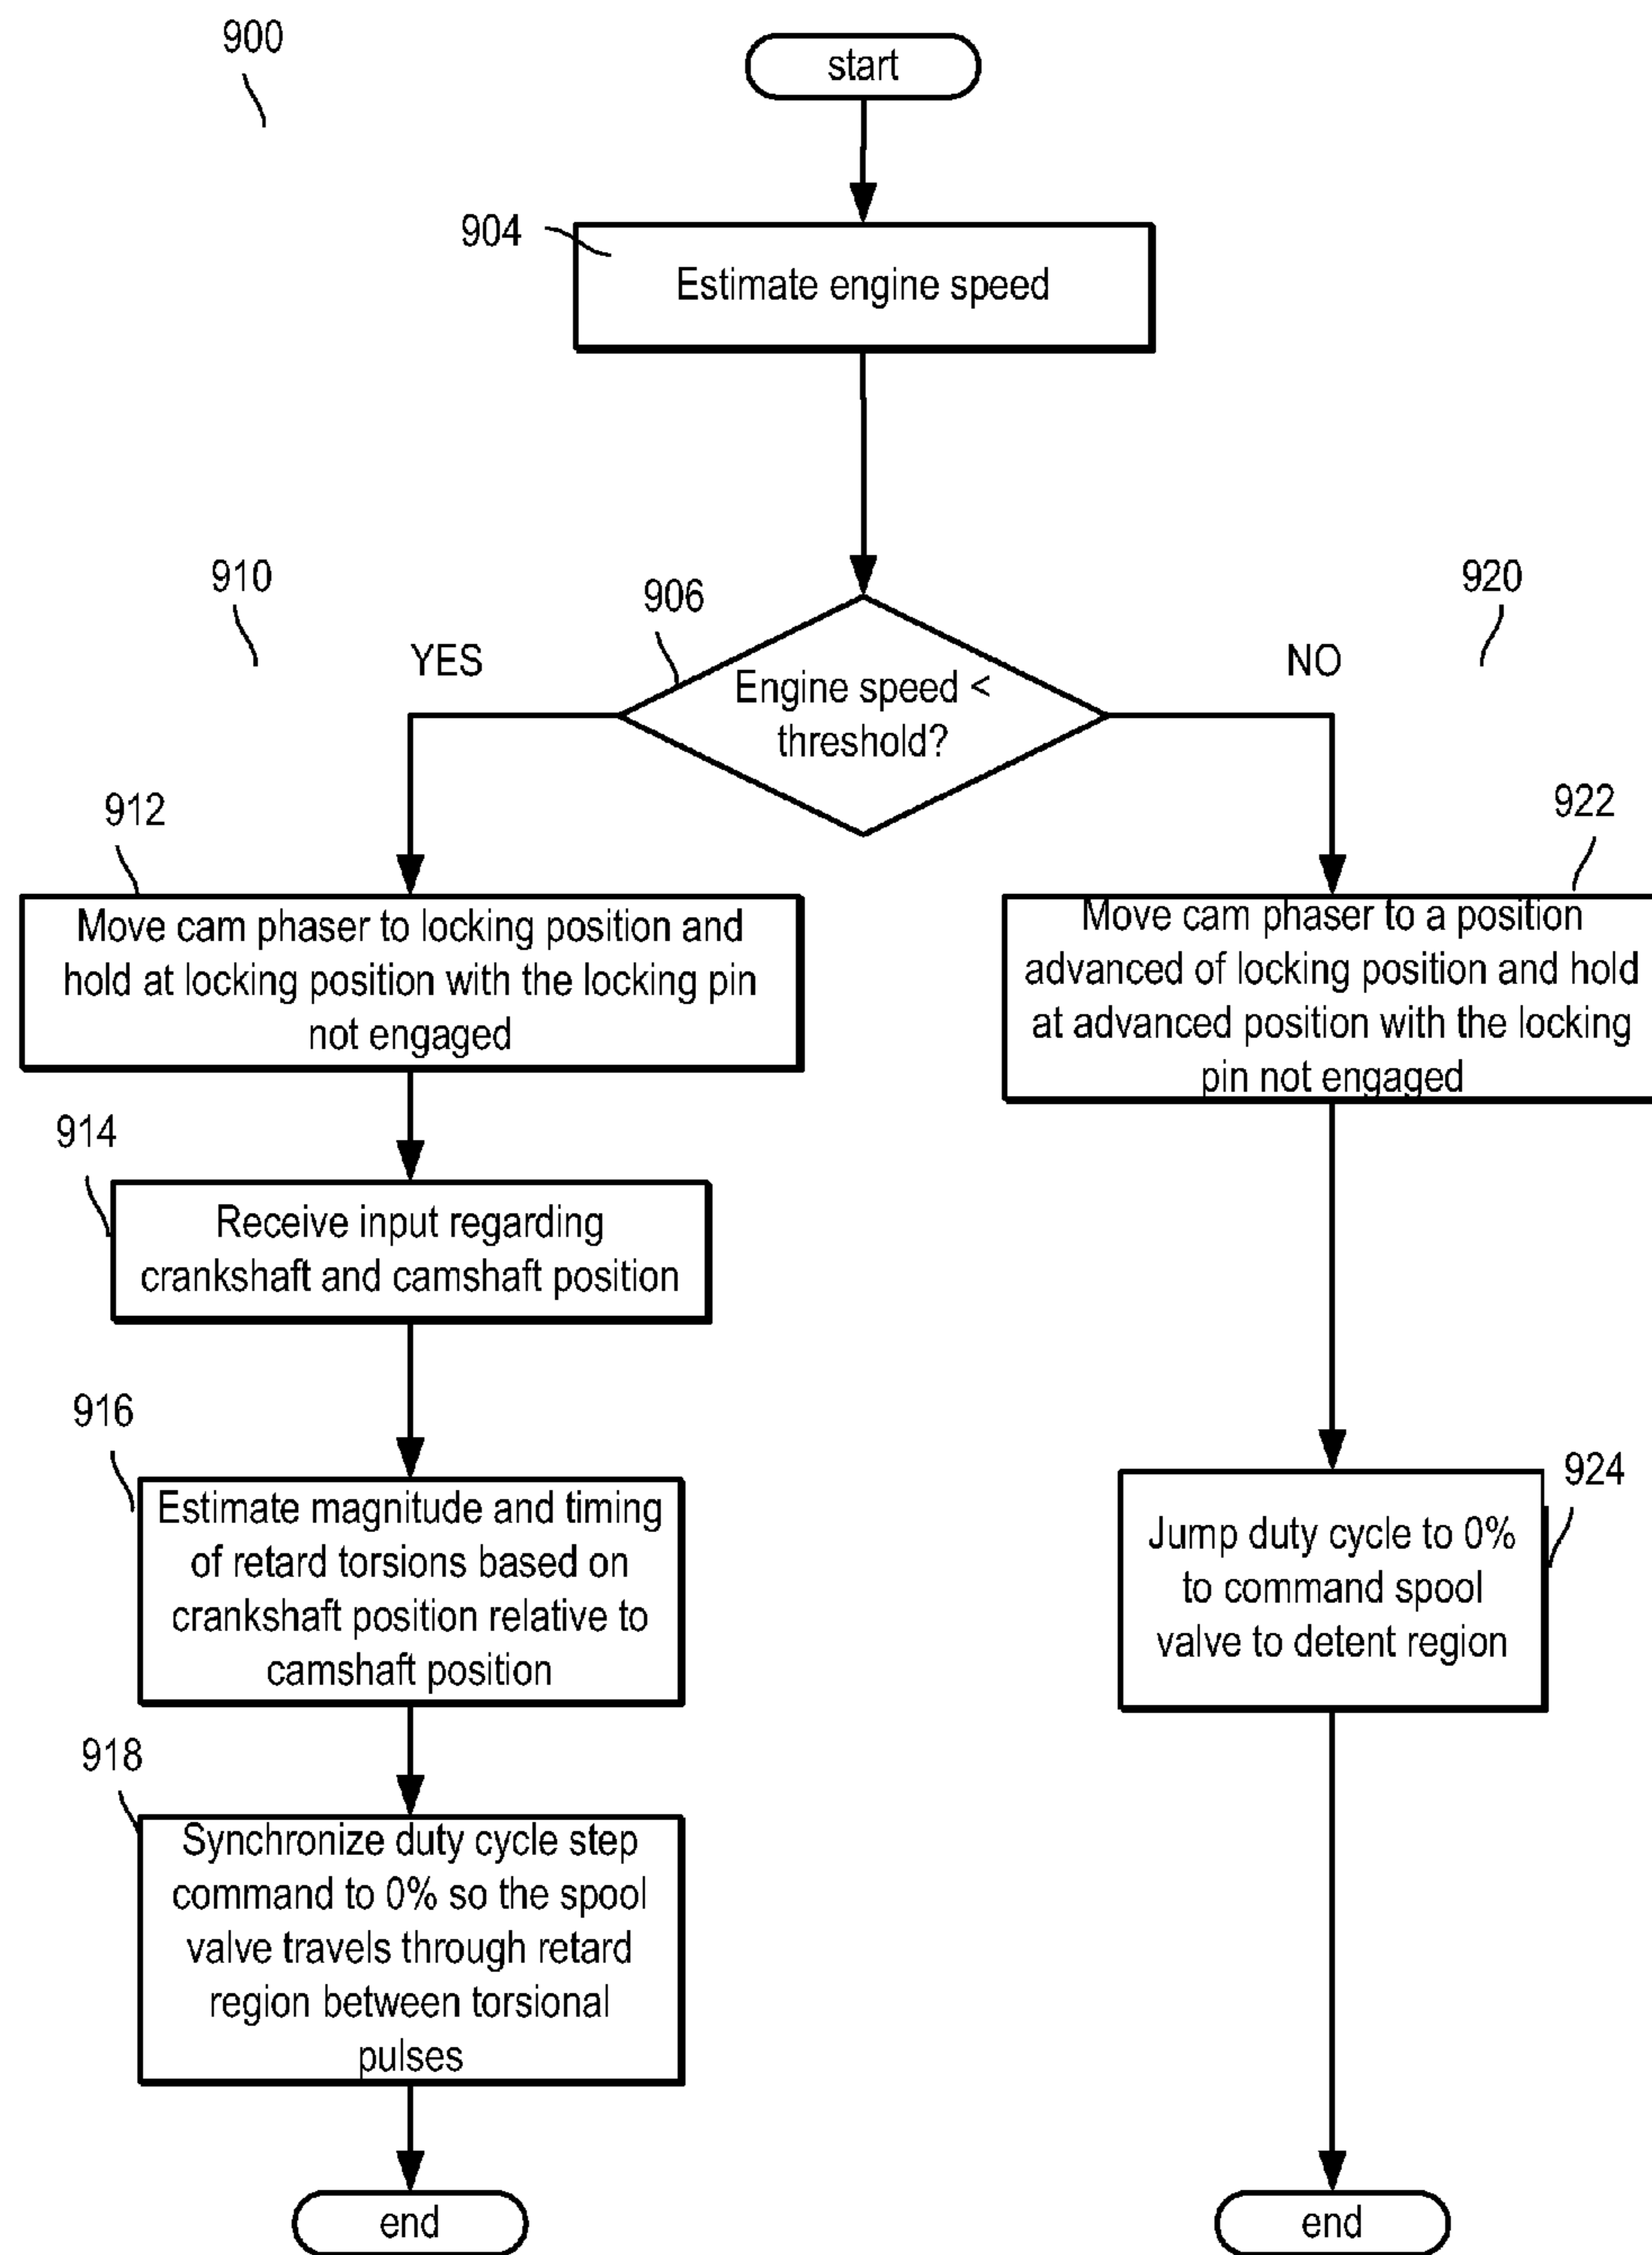 900
start
904
Estimate engine speed
910
906
920
YES
NO
Engine speed <
threshold?
912
922
Move cam phaser to locking position and
hold at locking position with the locking pin
not engaged
Move cam phaser to a position
advanced of locking position and hold
at advanced position with the locking
pin not engaged
914
Receive input regarding
crankshaft and camshaft position
916
Estimate magnitude and timing
of retard torsions based on
crankshaft position relative to
camshaft position
924
Jump duty cycle to 0%
to command spool
valve to detent region
918
Synchronize duty cycle step
command to 0% so the spool
valve travels through retard
region between torsional
pulses
end
end